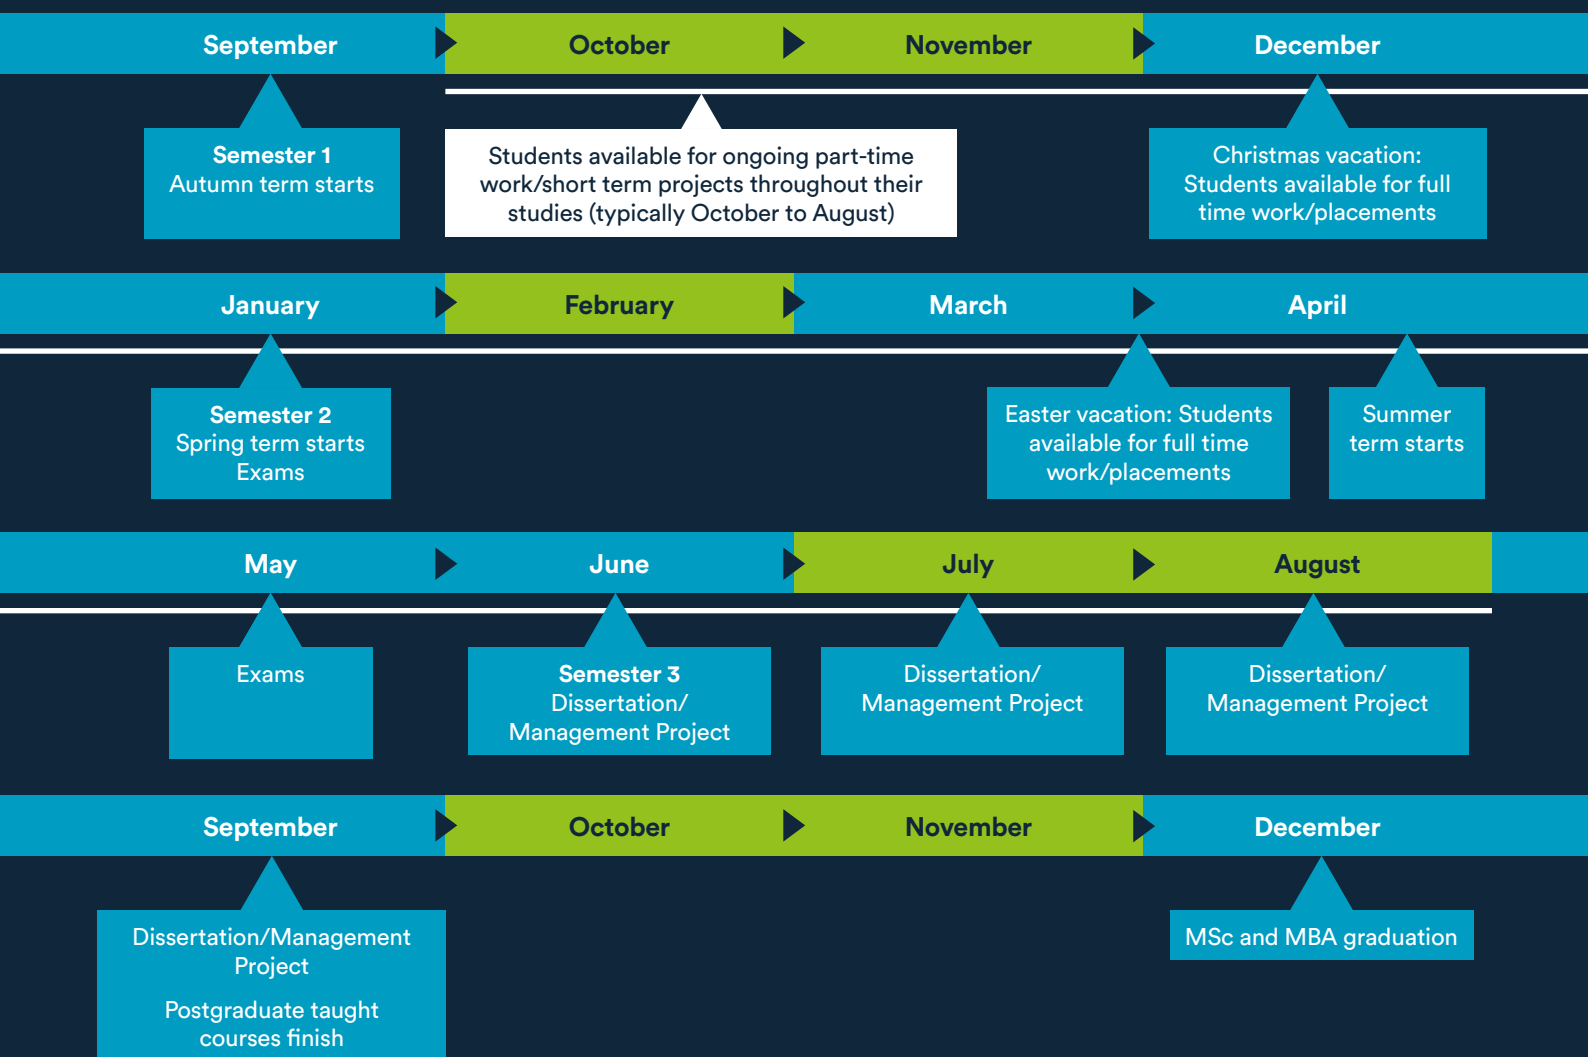 September
October
November
December
Semester 1
Autumn term starts
Students available for ongoing part-time
work/short term projects throughout their
studies (typically October to August)
Christmas vacation:
Students available for full
time work/placements
January
February
March
April
Semester 2
Spring term starts
Exams
Easter vacation: Students
available for full time
work/placements
Summer
term starts
May
June
July
August
Exams
Semester 3
Dissertation/
Management Project
Dissertation/
Management Project
Dissertation/
Management Project
September
October
November
December
Dissertation/Management
Project
Postgraduate taught
courses finish
MSc and MBA graduation